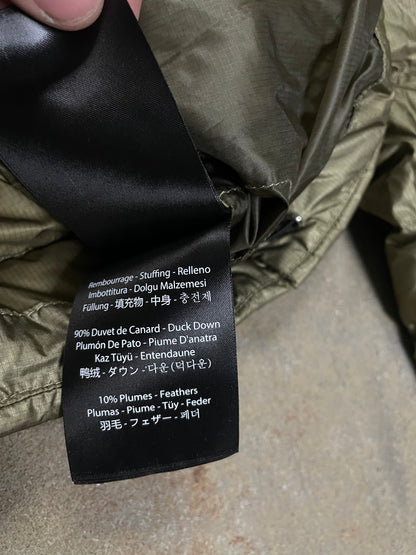 Rembourrage - Stuffing - Relleno
Imbottitura - Dolgu Malzemesi
Füllung - 填充物 - 中身 - 충전재
90% Duvet de Canard - Duck Down
Plumón De Pato - Piume D'anatra
Kaz Tüyü - Entendaune
鸭绒 - ダウン - 다운(덕다운)
10% Plumes - Feathers
Plumas - Piume - Tüy - Feder
羽毛 - フェザー - 페더